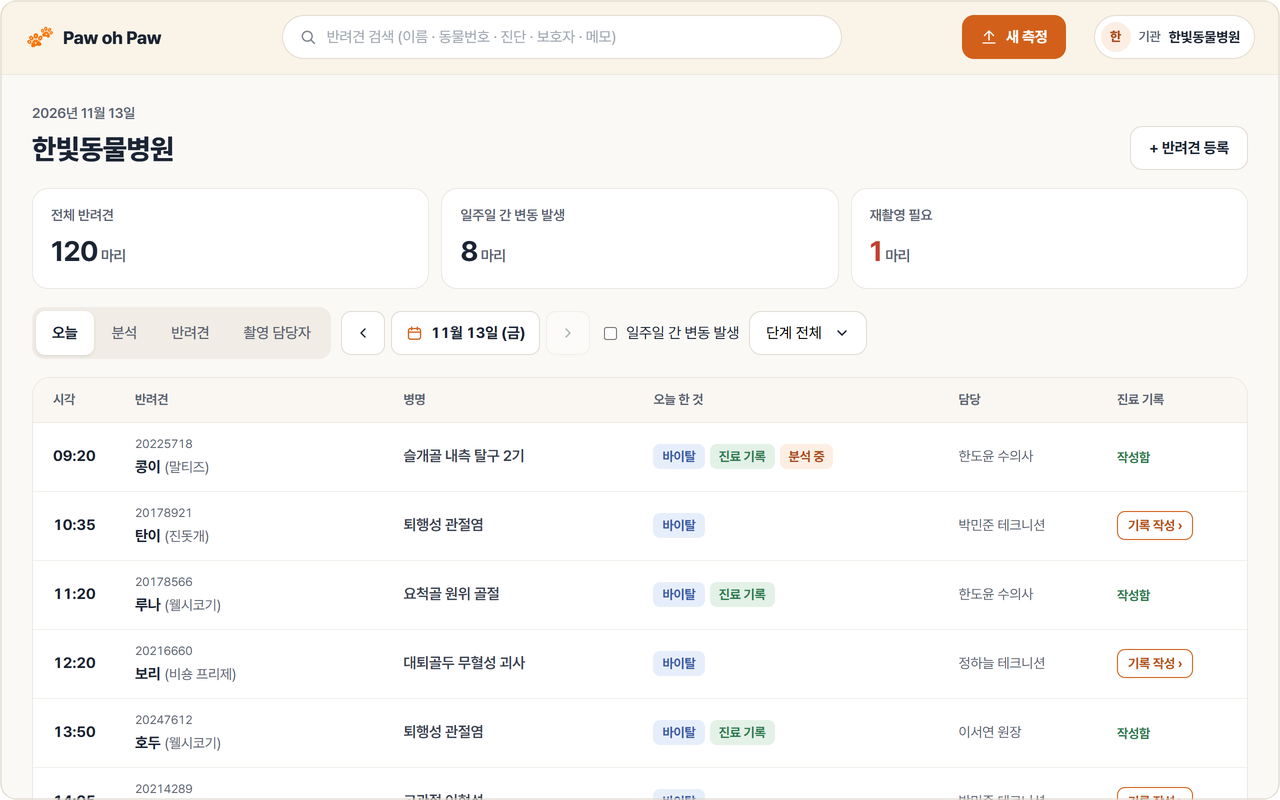 Paw oh Paw
반려견 검색 (이름 · 동물번호 · 진단 · 보호자 · 메모)
새 측정
한 기관 한빛동물병원
2026년 11월 13일
한빛동물병원
+ 반려견 등록
전체 반려견
120 마리
일주일 간 변동 발생
8 마리
재촬영 필요
1 마리
오늘 분석 반려견 촬영 담당자 11월 13일 (금) 일주일 간 변동 발생 단계 전체
시각 반려견 병명 오늘 한 것 담당 진료 기록
20225718
09:20 콩이 (말티즈) 슬개골 내측 탈구 2기 바이탈 진료 기록 분석 중 한도윤 수의사 작성함
20178921
10:35 탄이 (진돗개) 퇴행성 관절염 바이탈 박민준 테크니션 기록 작성 ›
20178566
11:20 루나 (웰시코기) 요척골 원위 골절 바이탈 진료 기록 한도윤 수의사 작성함
20216660
12:20 보리 (비숑 프리제) 대퇴골두 무혈성 괴사 바이탈 정하늘 테크니션 기록 작성 ›
20247612
13:50 호두 (웰시코기) 퇴행성 관절염 바이탈 진료 기록 이서연 원장 작성함
20214289